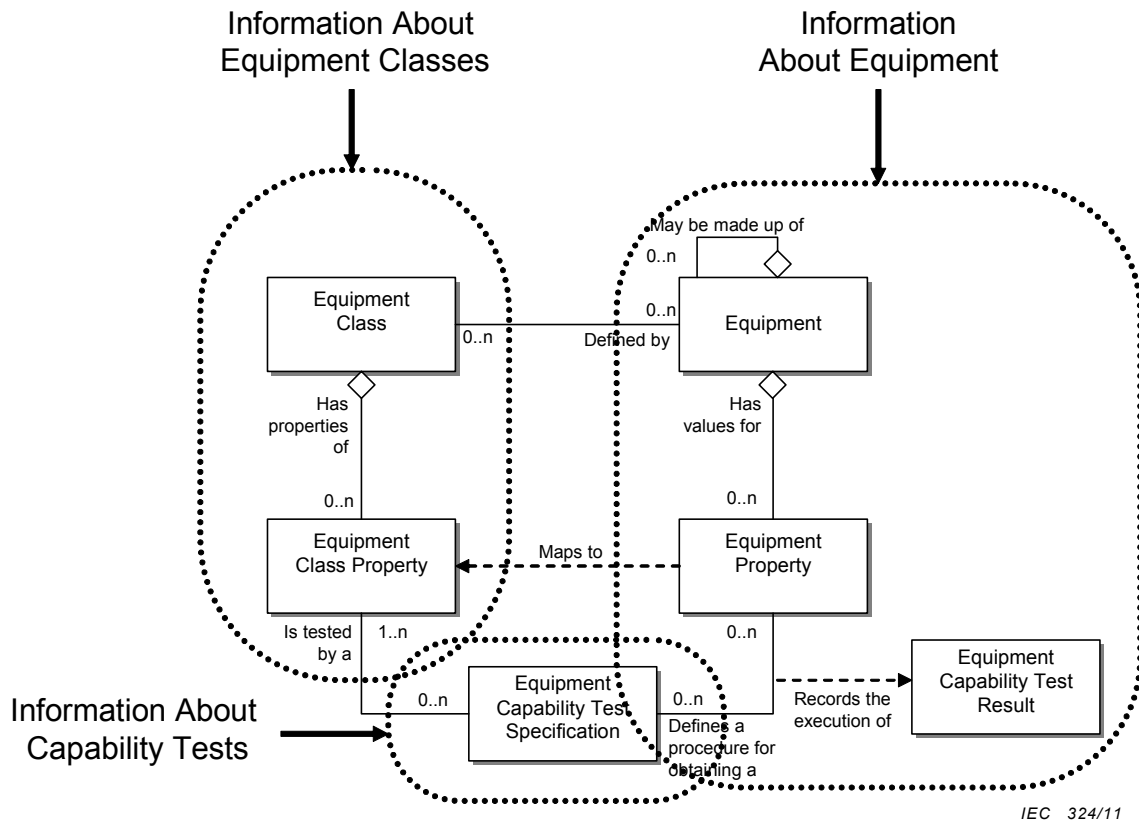 Information About
Equipment Classes
Information
About Equipment
May be made up of
0..n
Equipment
Class
0..n
Equipment
0..n
Defined by
Has
properties
of
Has
values for
0..n
0..n
Equipment
Class Property
Maps to
Equipment
Property
Is tested
by a
1..n
0..n
Equipment
Capability Test
Specification
0..n
0..n
Defines a
procedure for
obtaining a
Records the
execution of
Equipment
Capability Test
Result
Information About
Capability Tests
IEC 324/11